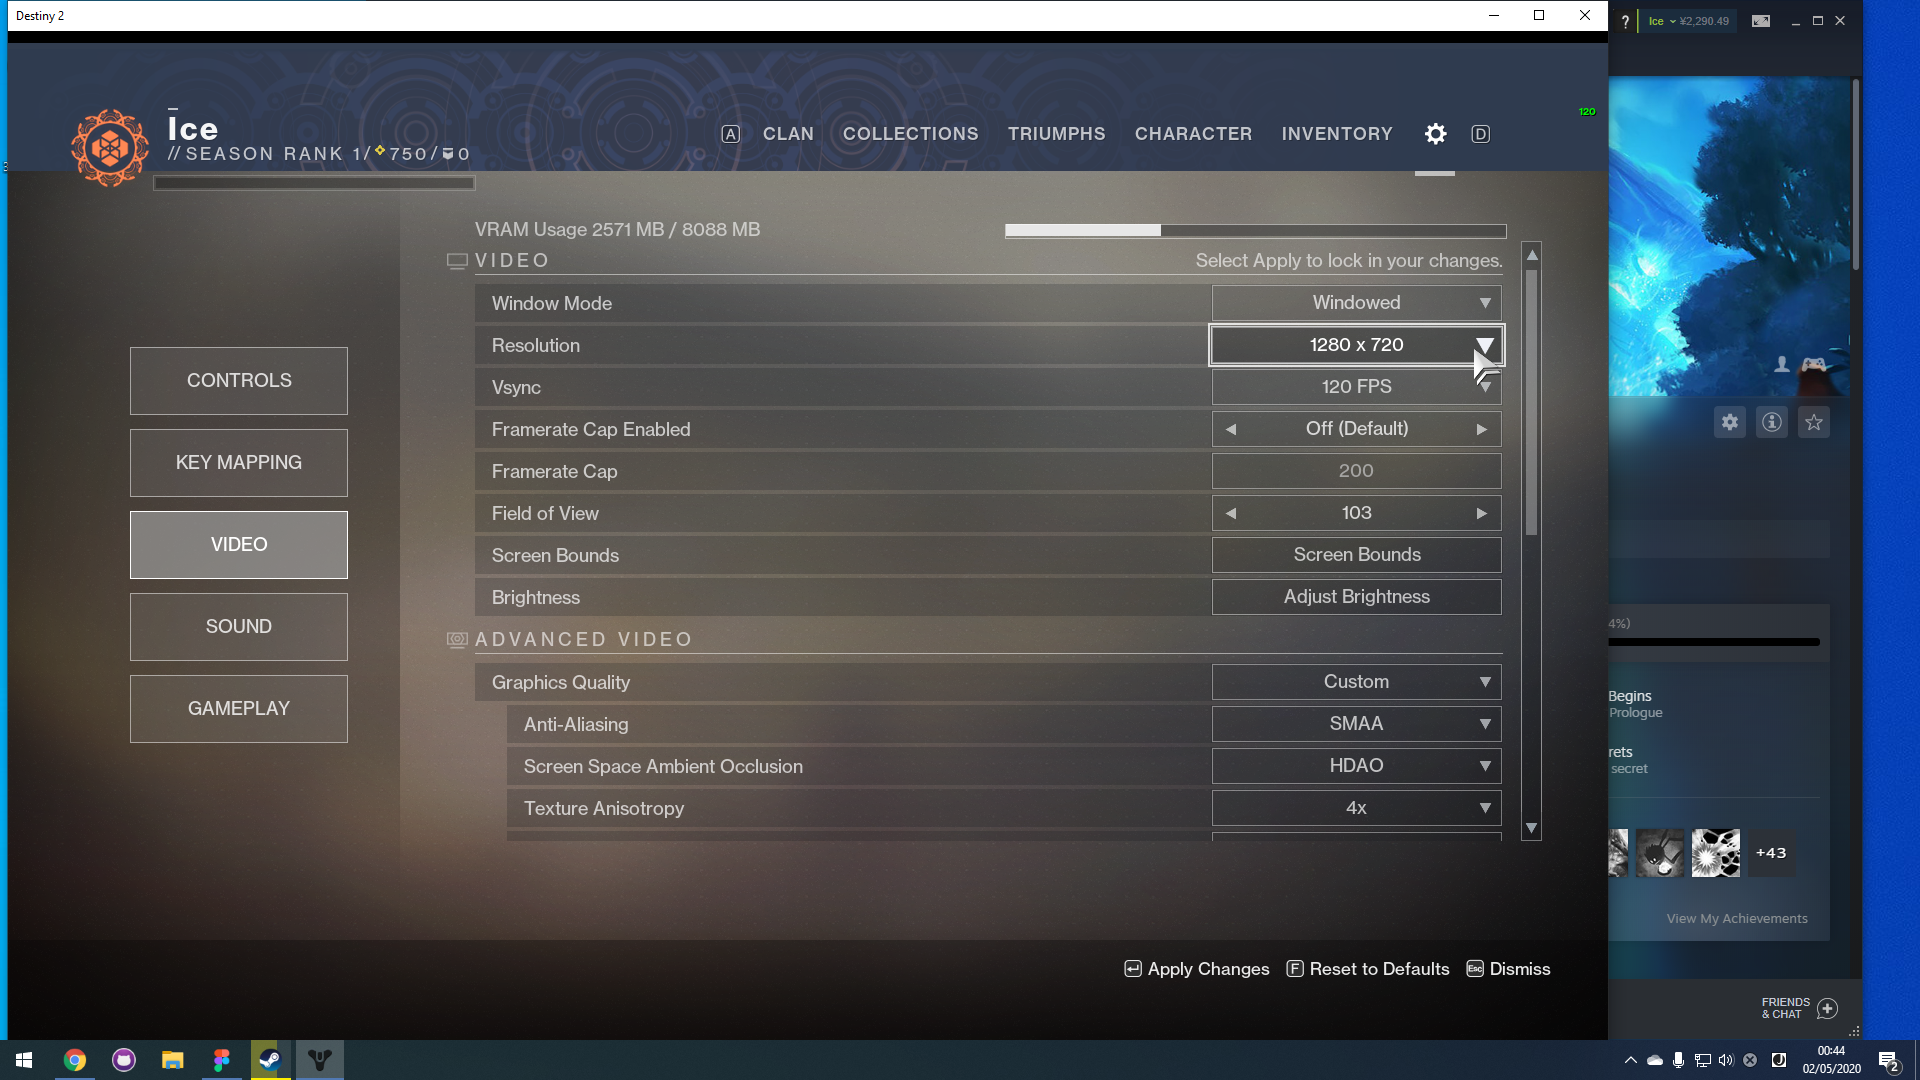 Destiny 2
? Ice ¥2,290.49
Ice
// SEASON RANK 1/750/0
A CLAN COLLECTIONS TRIUMPHS CHARACTER INVENTORY D
120
VRAM Usage 2571 MB / 8088 MB
VIDEO
Select Apply to lock in your changes.
Window Mode Windowed
Resolution 1280 x 720
Vsync 120 FPS
Framerate Cap Enabled Off (Default)
Framerate Cap 200
Field of View 103
Screen Bounds Screen Bounds
Brightness Adjust Brightness
ADVANCED VIDEO
Graphics Quality Custom
Anti-Aliasing SMAA
Screen Space Ambient Occlusion HDAO
Texture Anisotropy 4x
CONTROLS
KEY MAPPING
VIDEO
SOUND
GAMEPLAY
Apply Changes F Reset to Defaults Esc Dismiss
4%)
Begins
Prologue
rets
secret
+43
View My Achievements
FRIENDS
& CHAT
00:44
02/05/2020
2